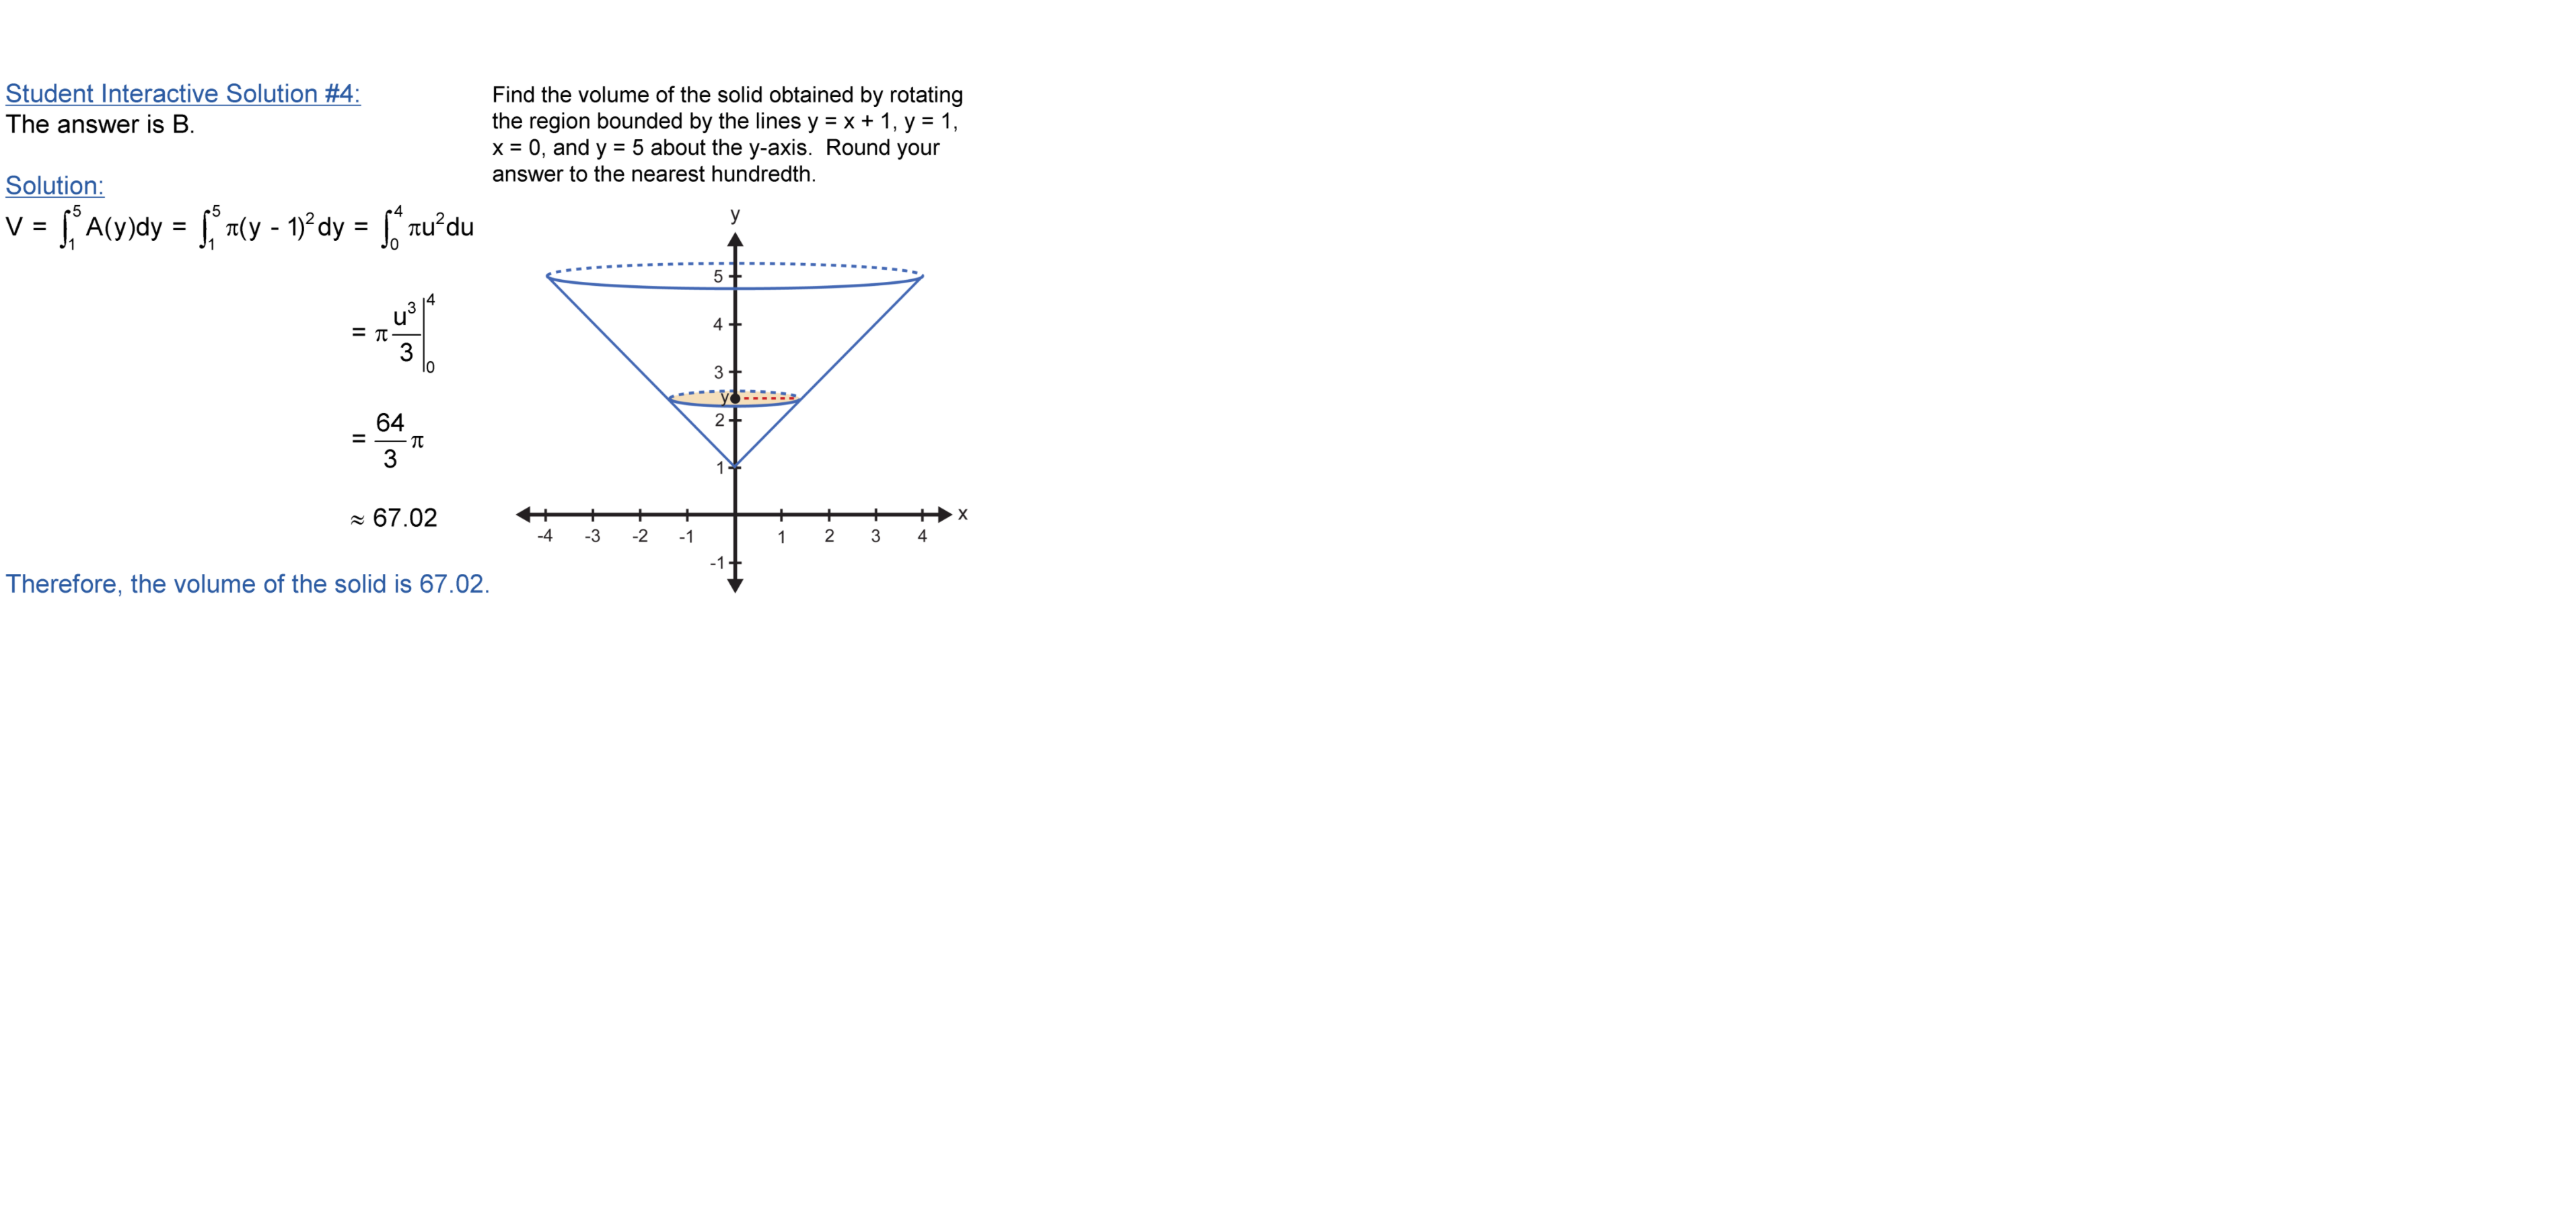 Student Interactive Solution #4:
The answer is B.
Solution:
V = ∫₁⁵ A(y)dy = ∫₁⁵ π(y - 1)²dy = ∫₀⁴ πu²du
= π u³/3 |₀⁴
= 64/3 π
≈ 67.02
Therefore, the volume of the solid is 67.02.
Find the volume of the solid obtained by rotating
the region bounded by the lines y = x + 1, y = 1,
x = 0, and y = 5 about the y-axis. Round your
answer to the nearest hundredth.
y
5
4
3
y
2
1
x
-4 -3 -2 -1 1 2 3 4
-1